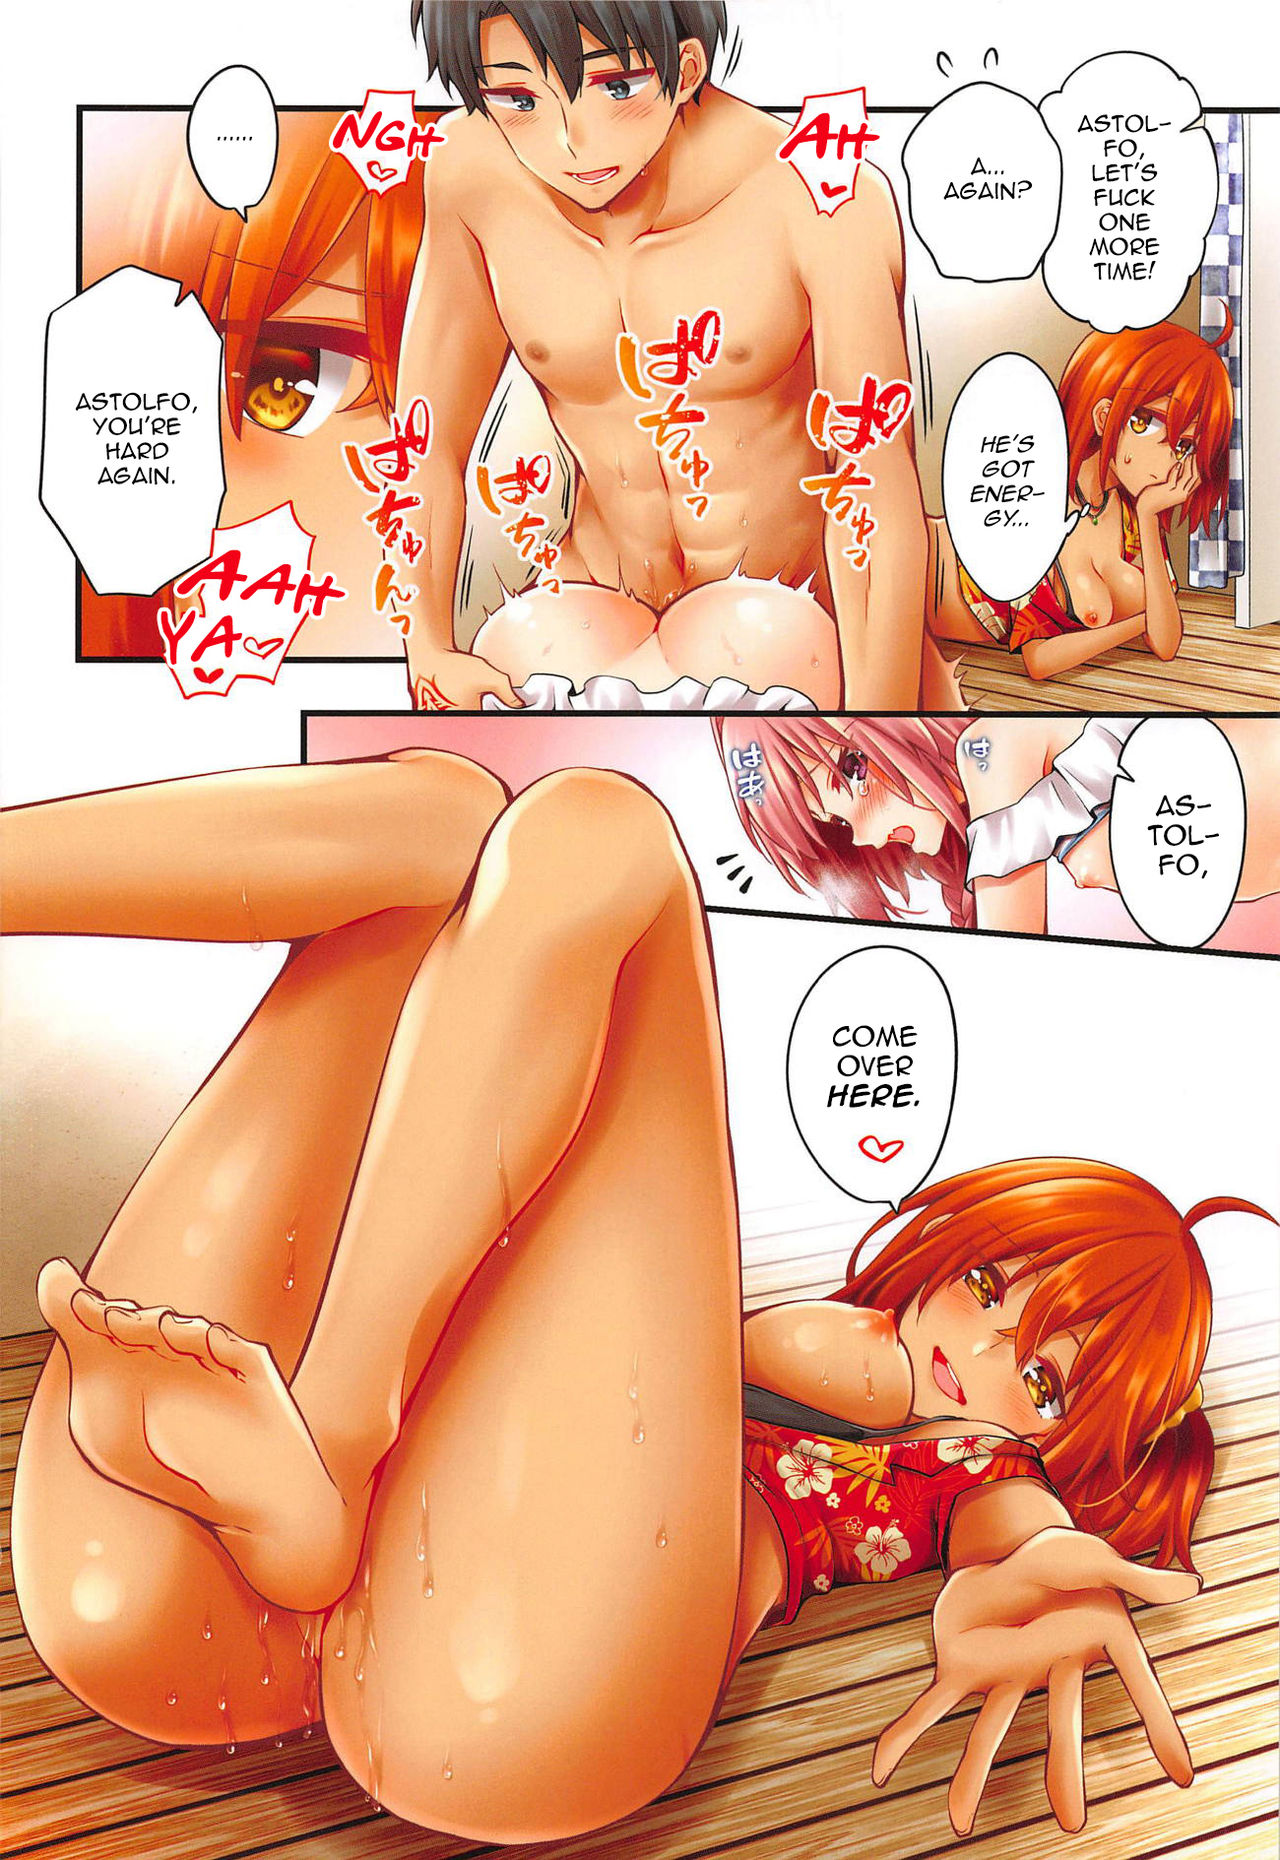 ASTOL-
FO,
LET'S
FUCK
ONE
MORE
TIME!
A...
AGAIN?
HE'S
GOT
ENER-
GY...
AH
NGH
ぱちゅっ
ぱちゅっ
ぱちゅっ
ぱちゅんっ
......
ASTOLFO,
YOU'RE
HARD
AGAIN.
AAH
YA
AS-
TOL-
FO,
はっ
はあっ
COME
OVER
HERE.